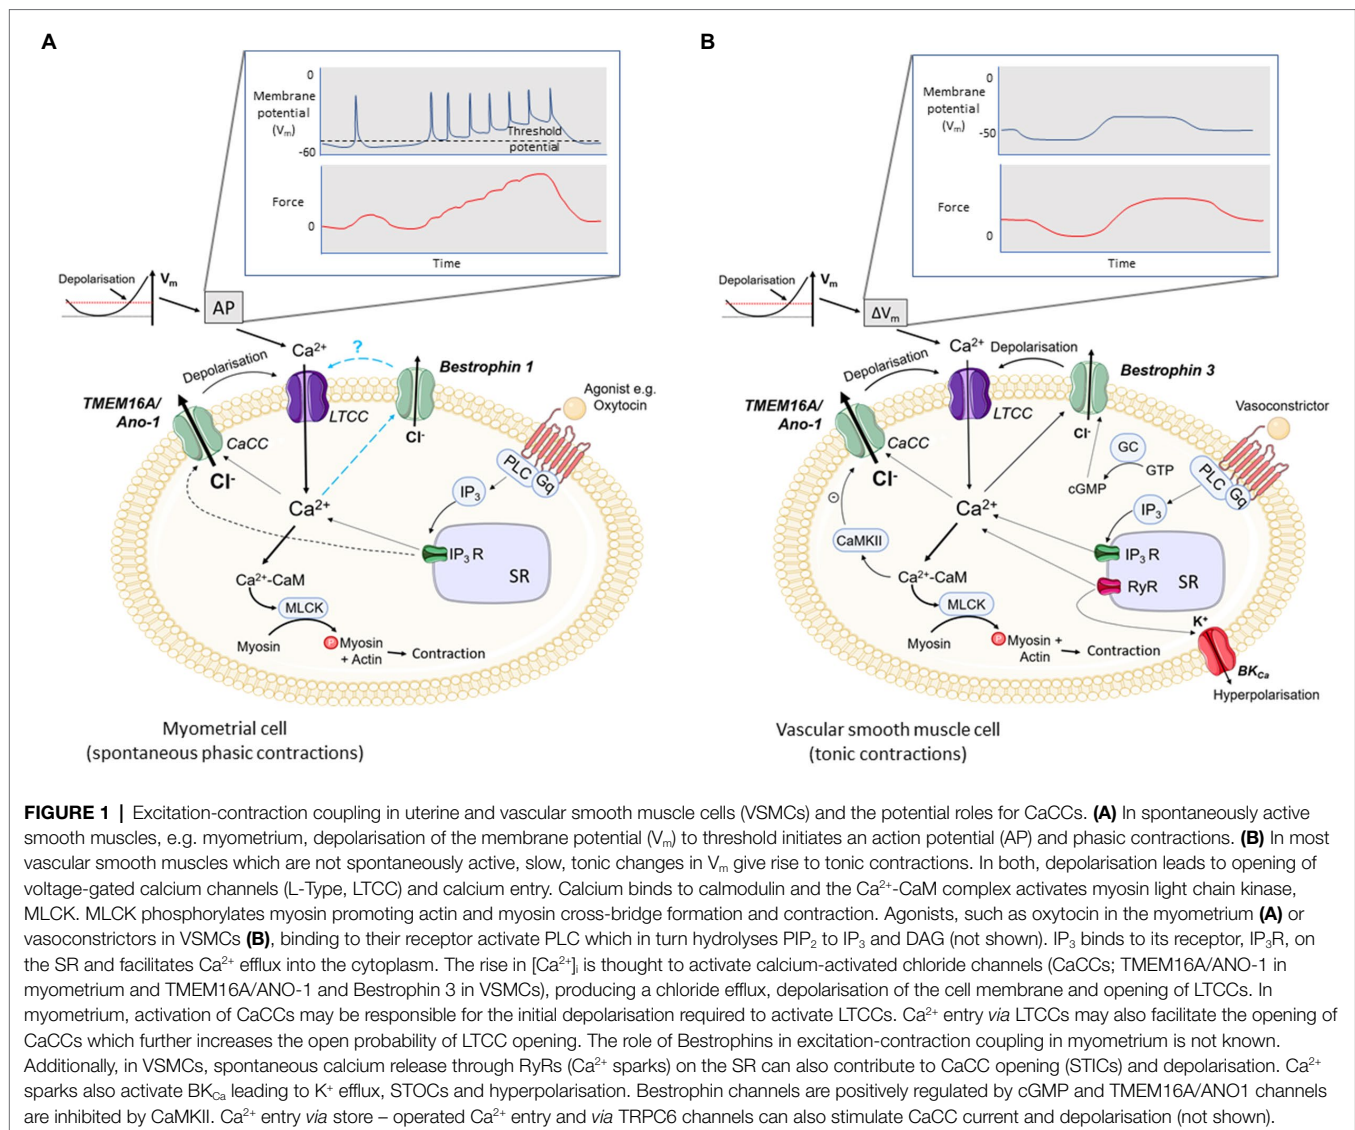 A
0
Membrane
potential
(Vm)
-60
Threshold
potential
Force
0
Time
Depolarisation
Vm
AP
Ca2+
?
Depolarisation
Bestrophin 1
TMEM16A/
Ano-1
LTCC
CaCC
Cl-
Cl-
Agonist e.g.
Oxytocin
PLC
Gq
IP3
Ca2+
IP3 R
SR
Ca2+-CaM
MLCK
Myosin
P Myosin
+ Actin
Contraction
Myometrial cell
(spontaneous phasic contractions)
B
0
Membrane
potential
(Vm)
-50
Force
0
Time
Depolarisation
Vm
ΔVm
Ca2+
Depolarisation
Depolarisation
Bestrophin 3
TMEM16A/
Ano-1
LTCC
CaCC
Cl-
Cl-
Vasoconstrictor
GC
GTP
cGMP
PLC
Gq
IP3
Ca2+
CaMKII
IP3 R
RyR
SR
Ca2+-CaM
MLCK
Myosin
P Myosin +
Actin
Contraction
K+
BKCa
Hyperpolarisation
Vascular smooth muscle cell
(tonic contractions)
FIGURE 1 | Excitation-contraction coupling in uterine and vascular smooth muscle cells (VSMCs) and the potential roles for CaCCs. (A) In spontaneously active
smooth muscles, e.g. myometrium, depolarisation of the membrane potential (Vm) to threshold initiates an action potential (AP) and phasic contractions. (B) In most
vascular smooth muscles which are not spontaneously active, slow, tonic changes in Vm give rise to tonic contractions. In both, depolarisation leads to opening of
voltage-gated calcium channels (L-Type, LTCC) and calcium entry. Calcium binds to calmodulin and the Ca2+-CaM complex activates myosin light chain kinase,
MLCK. MLCK phosphorylates myosin promoting actin and myosin cross-bridge formation and contraction. Agonists, such as oxytocin in the myometrium (A) or
vasoconstrictors in VSMCs (B), binding to their receptor activate PLC which in turn hydrolyses PIP2 to IP3 and DAG (not shown). IP3 binds to its receptor, IP3R, on
the SR and facilitates Ca2+ efflux into the cytoplasm. The rise in [Ca2+]i is thought to activate calcium-activated chloride channels (CaCCs; TMEM16A/ANO-1 in
myometrium and TMEM16A/ANO-1 and Bestrophin 3 in VSMCs), producing a chloride efflux, depolarisation of the cell membrane and opening of LTCCs. In
myometrium, activation of CaCCs may be responsible for the initial depolarisation required to activate LTCCs. Ca2+ entry via LTCCs may also facilitate the opening of
CaCCs which further increases the open probability of LTCC opening. The role of Bestrophins in excitation-contraction coupling in myometrium is not known.
Additionally, in VSMCs, spontaneous calcium release through RyRs (Ca2+ sparks) on the SR can also contribute to CaCC opening (STICs) and depolarisation. Ca2+
sparks also activate BKCa leading to K+ efflux, STOCs and hyperpolarisation. Bestrophin channels are positively regulated by cGMP and TMEM16A/ANO1 channels
are inhibited by CaMKII. Ca2+ entry via store – operated Ca2+ entry and via TRPC6 channels can also stimulate CaCC current and depolarisation (not shown).